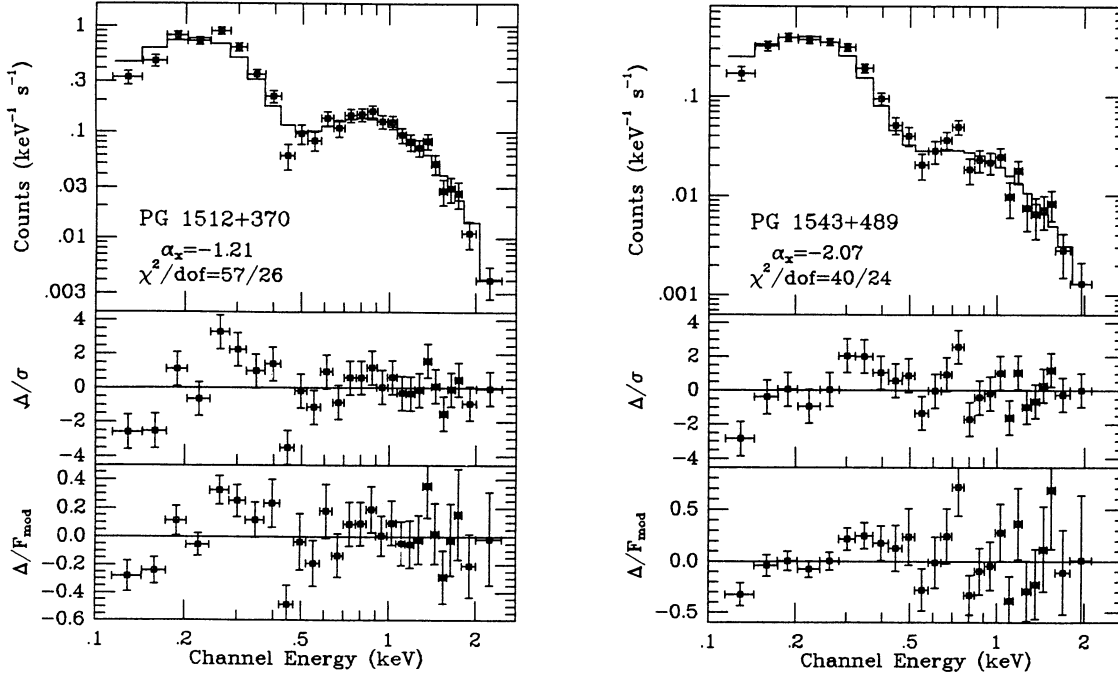 1
.3
.1
.03
.01
.003
Counts (keV⁻¹ s⁻¹)
PG 1512+370
αx=−1.21
χ²/dof=57/26
4
2
0
−2
−4
Δ/σ
0.4
0.2
0.0
−0.2
−0.4
−0.6
Δ/Fmod
.1 .2 .5 1 2
Channel Energy (keV)
1
.1
.01
.001
Counts (keV⁻¹ s⁻¹)
PG 1543+489
αx=−2.07
χ²/dof=40/24
4
2
0
−2
−4
Δ/σ
0.5
0.0
−0.5
Δ/Fmod
.1 .2 .5 1 2
Channel Energy (keV)